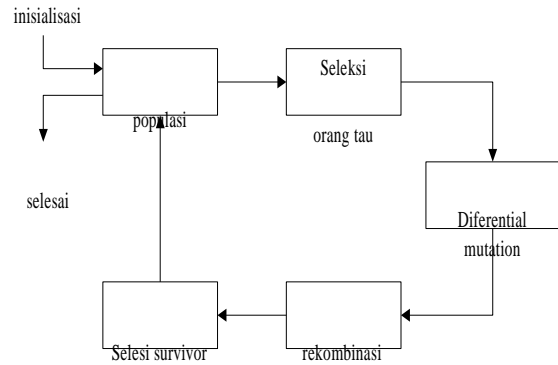 inisialisasi
Seleksi
populasi
orang tau
selesai
Diferential
mutation
Selesi survivor
rekombinasi